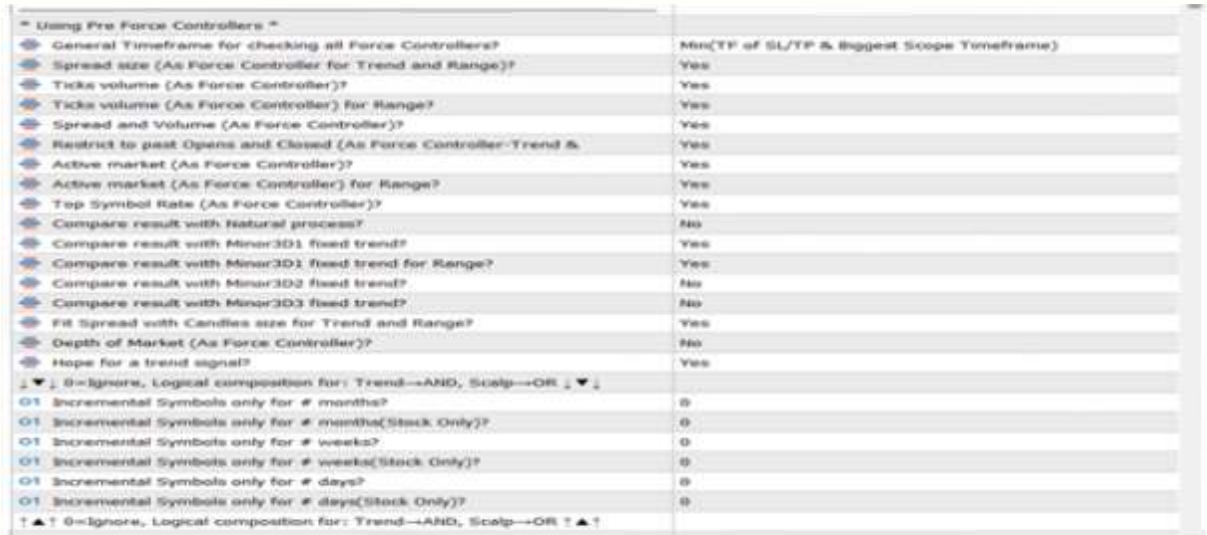 " Using Pre Force Controllers "
General Timeframe for checking all Force Controllers? Min(TF of SL/TP & Biggest Scope Timeframe)
Spread size (As Force Controller for Trend and Range)? Yes
Ticks volume (As Force Controller)? Yes
Ticks volume (As Force Controller) for Range? Yes
Spread and Volume (As Force Controller)? Yes
Restrict to past Opens and Closed (As Force Controller-Trend & Yes
Active market (As Force Controller)? Yes
Active market (As Force Controller) for Range? Yes
Top Symbol Rate (As Force Controller)? Yes
Compare result with Natural process? No
Compare result with Minor3D1 fixed trend? Yes
Compare result with Minor3D1 fixed trend for Range? Yes
Compare result with Minor3D2 fixed trend? No
Compare result with Minor3D3 fixed trend? No
Fit Spread with Candles size for Trend and Range? Yes
Depth of Market (As Force Controller)? No
Hope for a trend signal? Yes
↓▼↓ 0=Ignore, Logical composition for: Trend→AND, Scalp→OR ↓▼↓
01 Incremental Symbols only for # months? 0
01 Incremental Symbols only for # months(Stock Only)? 0
01 Incremental Symbols only for # weeks? 0
01 Incremental Symbols only for # weeks(Stock Only)? 0
01 Incremental Symbols only for # days? 0
01 Incremental Symbols only for # days(Stock Only)? 0
↑▲↑ 0=Ignore, Logical composition for: Trend→AND, Scalp→OR ↑▲↑